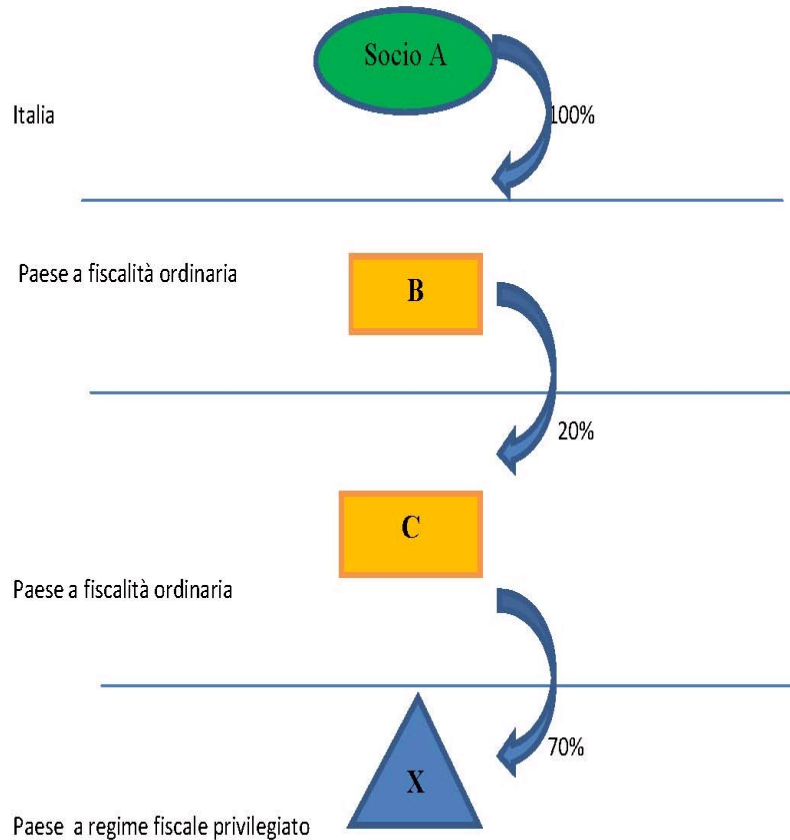 Socio A
Italia
100%
Paese a fiscalità ordinaria
B
20%
C
Paese a fiscalità ordinaria
70%
X
Paese a regime fiscale privilegiato